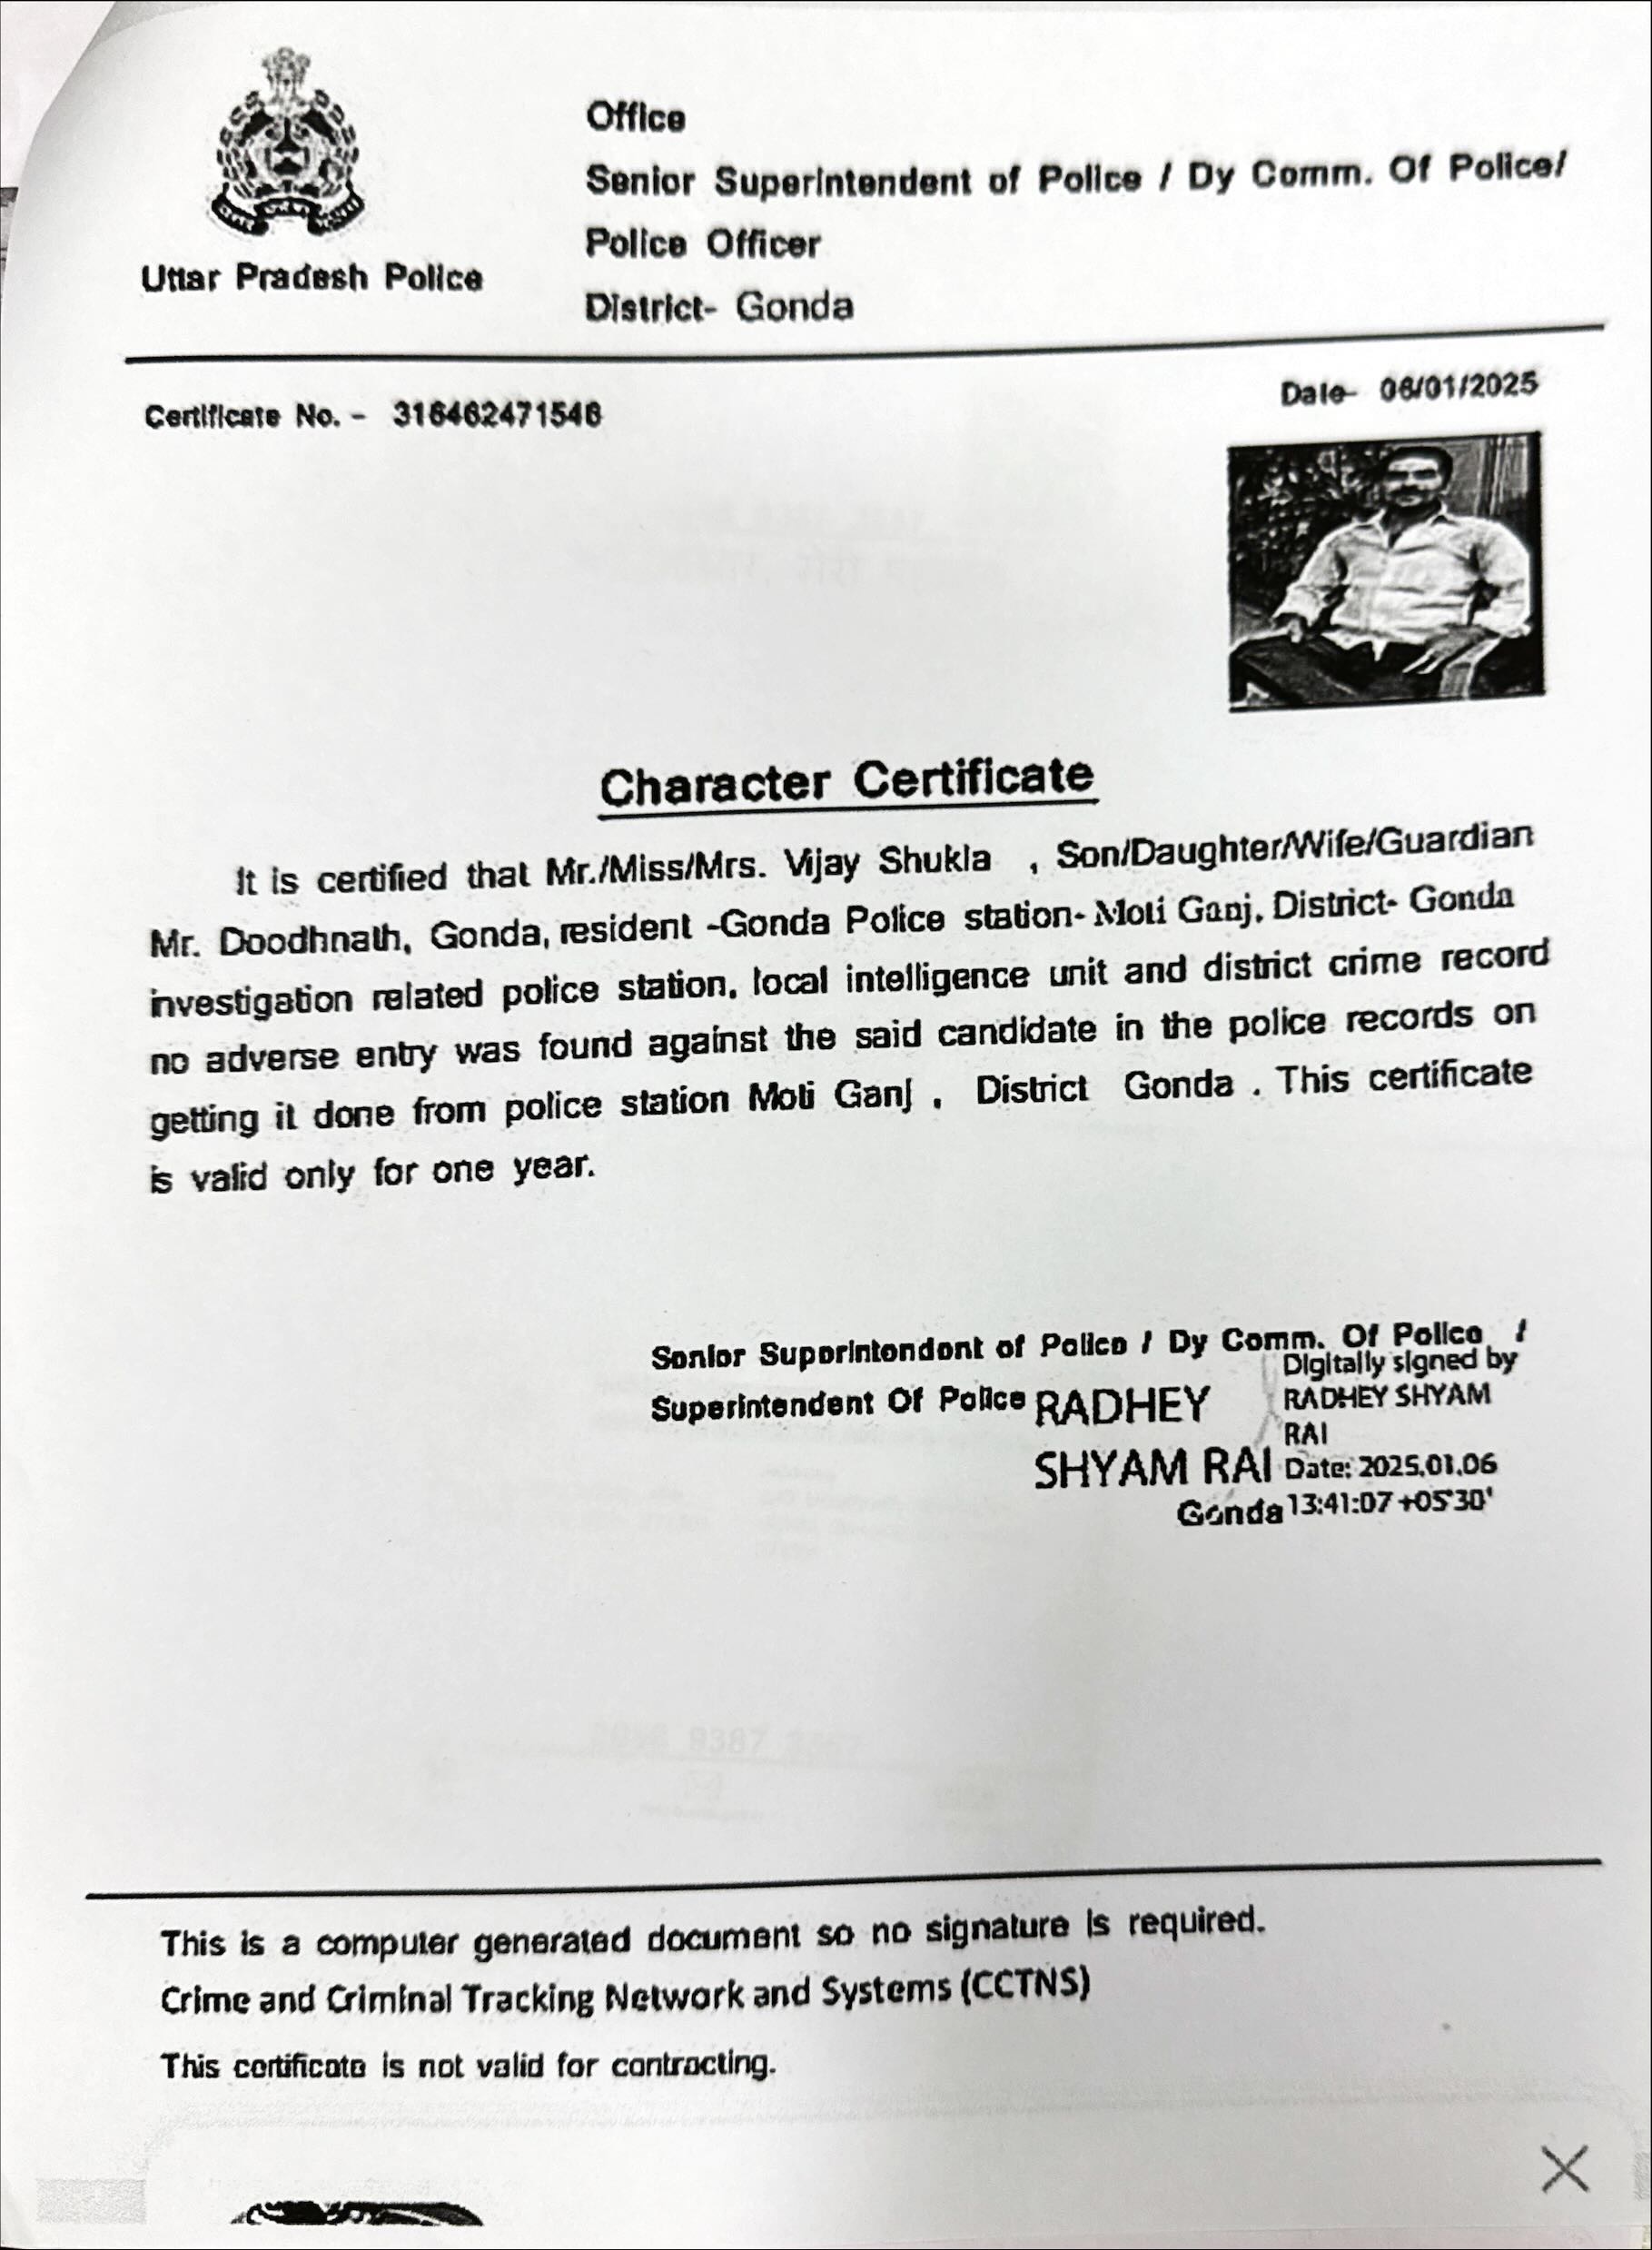 Uttar Pradesh Police
Office
Senior Superintendent of Police / Dy Comm. Of Police/
Police Officer
District- Gonda
Certificate No. - 316462471546
Date- 06/01/2025
Character Certificate
It is certified that Mr./Miss/Mrs. Vijay Shukla , Son/Daughter/Wife/Guardian
Mr. Doodhnath, Gonda, resident -Gonda Police station- Moti Ganj, District- Gonda
investigation related police station, local intelligence unit and district crime record
no adverse entry was found against the said candidate in the police records on
getting it done from police station Moti Ganj , District Gonda . This certificate
is valid only for one year.
Senior Superintendent of Police / Dy Comm. Of Police /
Superintendent Of Police
RADHEY
SHYAM RAI
Digitally signed by
RADHEY SHYAM
RAI
Date: 2025.01.06
13:41:07 +05'30'
Gonda
This is a computer generated document so no signature is required.
Crime and Criminal Tracking Network and Systems (CCTNS)
This certificate is not valid for contracting.